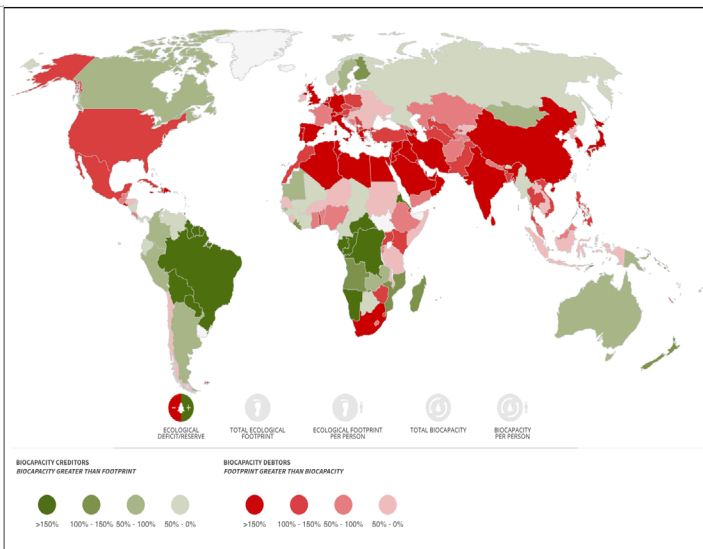 ECOLOGICAL
DEFICIT/RESERVE
TOTAL ECOLOGICAL
FOOTPRINT
ECOLOGICAL FOOTPRINT
PER PERSON
TOTAL BIOCAPACITY
BIOCAPACITY
PER PERSON
BIOCAPACITY CREDITORS
BIOCAPACITY GREATER THAN FOOTPRINT
>150%
100% - 150%
50% - 100%
50% - 0%
BIOCAPACITY DEBTORS
FOOTPRINT GREATER THAN BIOCAPACITY
>150%
100% - 150%
50% - 100%
50% - 0%